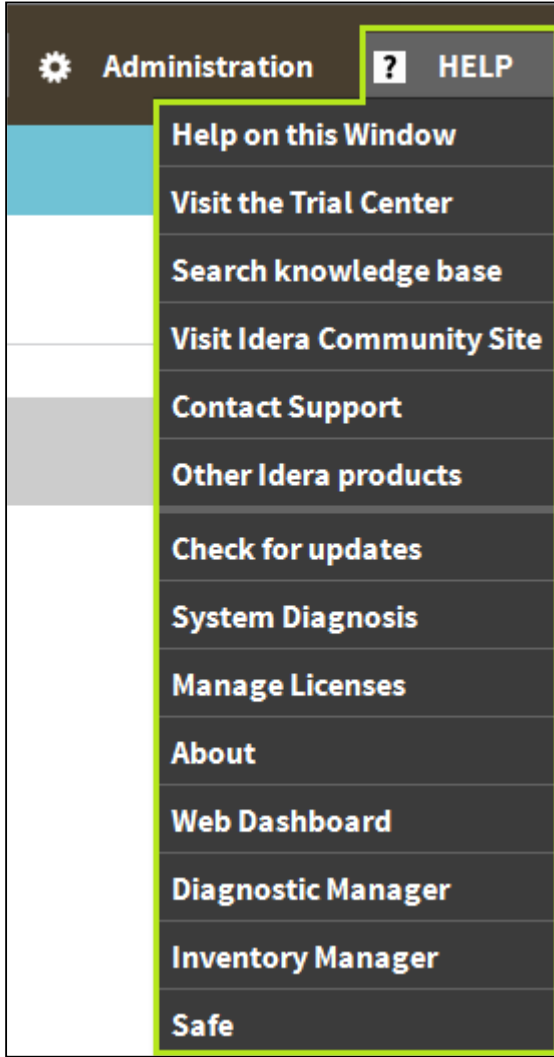 Administration ? HELP
Help on this Window
Visit the Trial Center
Search knowledge base
Visit Idera Community Site
Contact Support
Other Idera products
Check for updates
System Diagnosis
Manage Licenses
About
Web Dashboard
Diagnostic Manager
Inventory Manager
Safe